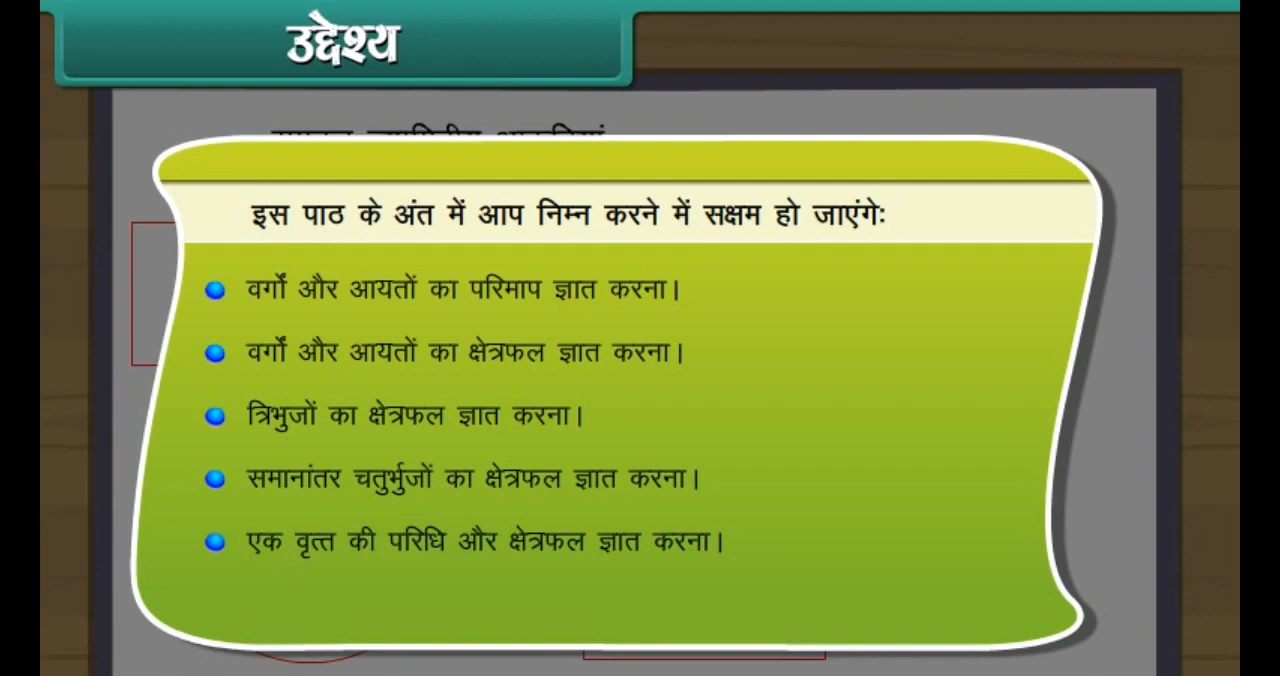 उद्देश्य
इस पाठ के अंत में आप निम्न करने में सक्षम हो जाएंगे:
वर्गों और आयतों का परिमाप ज्ञात करना।
वर्गों और आयतों का क्षेत्रफल ज्ञात करना।
त्रिभुजों का क्षेत्रफल ज्ञात करना।
समानांतर चतुर्भुजों का क्षेत्रफल ज्ञात करना।
एक वृत्त की परिधि और क्षेत्रफल ज्ञात करना।